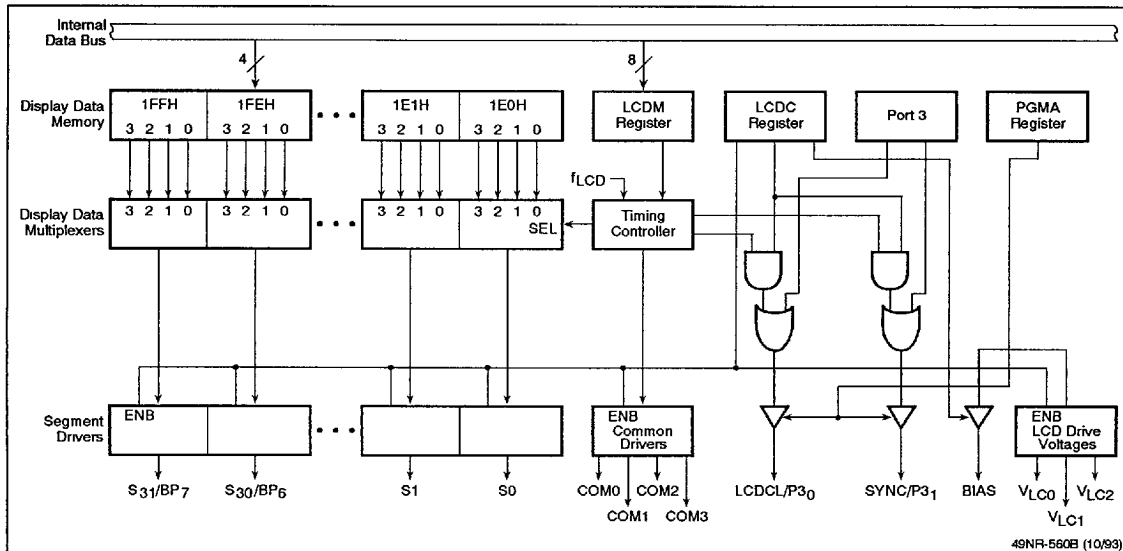 Internal
Data Bus
4
8
Display Data
Memory
1FFH 1FEH 1E1H 1E0H
3 2 1 0 3 2 1 0 3 2 1 0 3 2 1 0
LCDM
Register
LCDC
Register
Port 3
PGMA
Register
fLCD
Display Data
Multiplexers
3 2 1 0 3 2 1 0 3 2 1 0 3 2 1 0
SEL
Timing
Controller
Segment
Drivers
ENB
ENB
Common
Drivers
ENB
LCD Drive
Voltages
S31/BP7 S30/BP6 S1 S0
COM0 COM2
COM1 COM3
LCDCL/P30 SYNC/P31 BIAS
VLC0 VLC2
VLC1
49NR-560B (10/93)